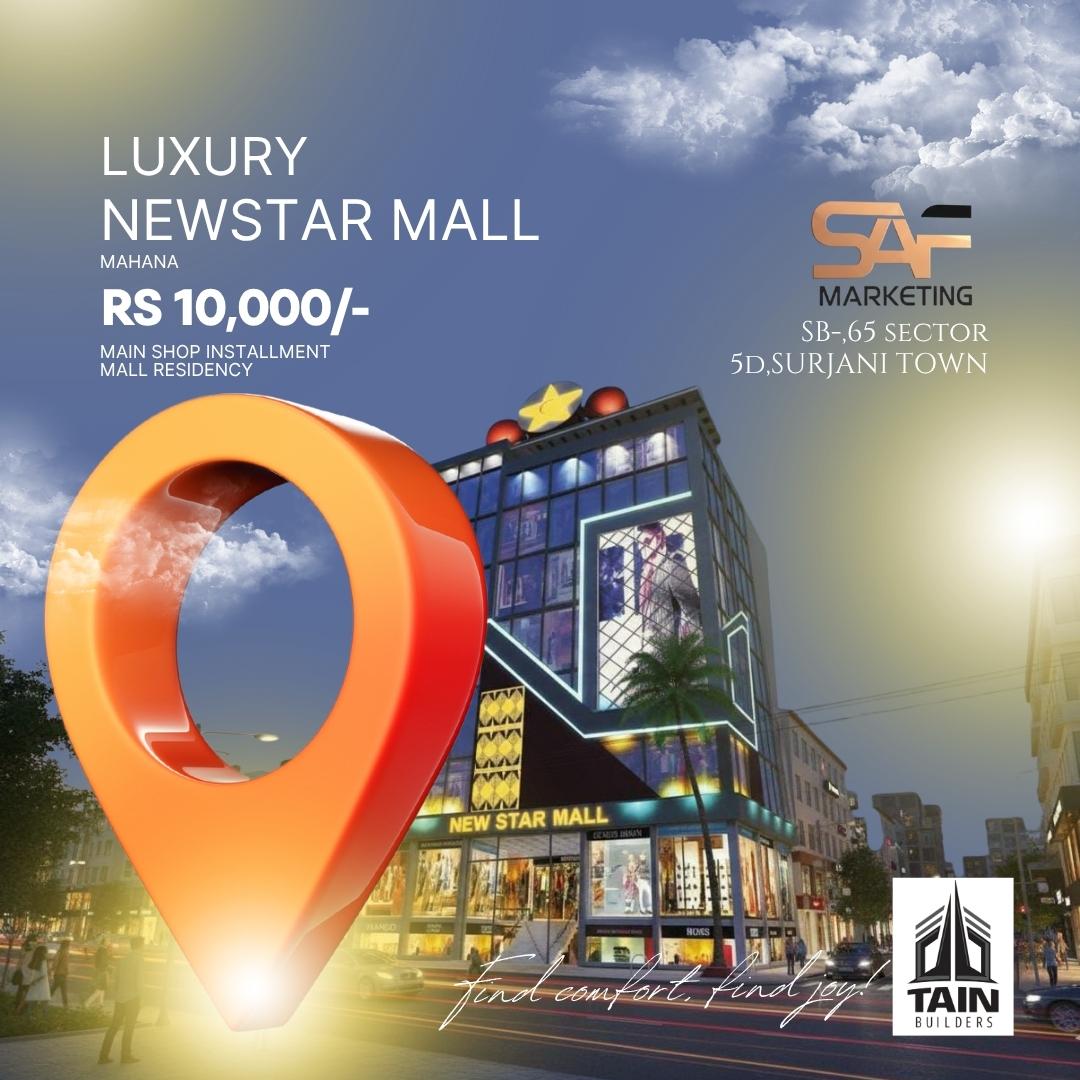 LUXURY
NEWSTAR MALL
MAHANA
RS 10,000/-
MAIN SHOP INSTALLMENT
MALL RESIDENCY
SAF
MARKETING
SB-,65 SECTOR
5D,SURJANI TOWN
NEW STAR MALL
MANGO
Find comfort, find joy!
TAIN
BUILDERS